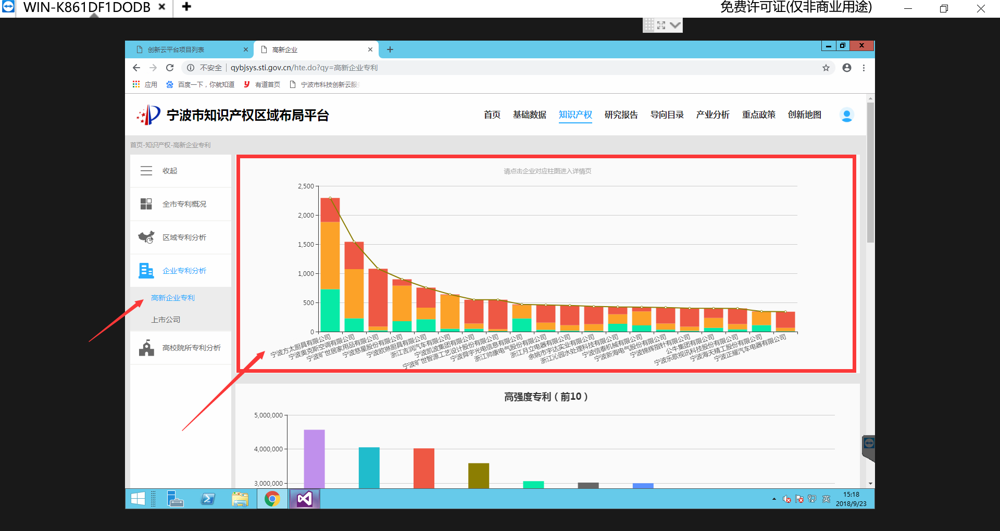 WIN-K861DF1DODB
免费许可证(仅非商业用途)
创新云平台项目列表
高新企业
不安全
qybjsys.sti.gov.cn/hte.do?qy=高新企业专利
应用
百度一下，你就知道
有道首页
宁波市科技创新云服
宁波市知识产权区域布局平台
首页 基础数据 知识产权 研究报告 导向目录 产业分析 重点政策 创新地图
首页-知识产权-高新企业专利
收起
全市专利概况
区域专利分析
企业专利分析
高新企业专利
上市公司
高校院所专利分析
请点击企业对应柱图进入详情页
2,500
2,000
1,500
1,000
500
0
宁波方太厨具有限公司
宁波奥克斯空调有限公司
宁波旷世居家用品有限公司
宁波慈星股份有限公司
宁波欧琳厨具有限公司
浙江吉润汽车有限公司
宁波凯波集团有限公司
宁波旷世智源工艺设计股份有限公司
宁波舜宇光电信息有限公司
浙江帅康电气股份有限公司
浙江月立电器有限公司
余姚市宇达实业有限公司
浙江沁园水处理科技有限公司
宁波信泰机械有限公司
宁波新海电气股份有限公司
宁波锦辉指针有限公司
公牛集团有限公司
宁波乐歌视讯科技股份有限公司
宁波海天精工股份有限公司
宁波正耀汽车电器有限公司
高强度专利（前10）
5,000,000
4,000,000
3,000,000
英
15:18
2018/9/23